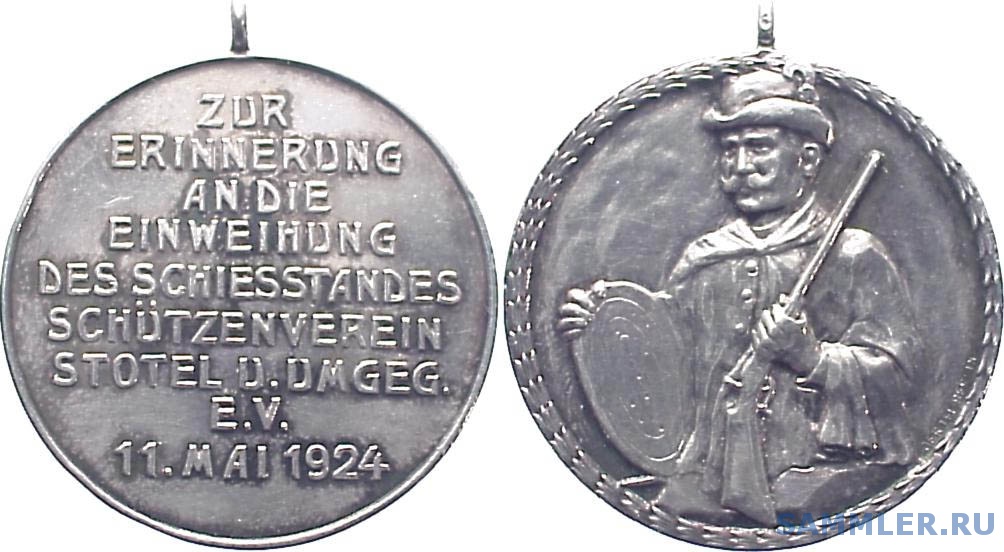 ZUR
ERINNERUNG
AN DIE
EINWEIHUNG
DES SCHIESSTANDES
SCHÜTZENVEREIN
STOTEL U. UMGEG.
E.V.
11. MAI 1924
SAMMLER.RU